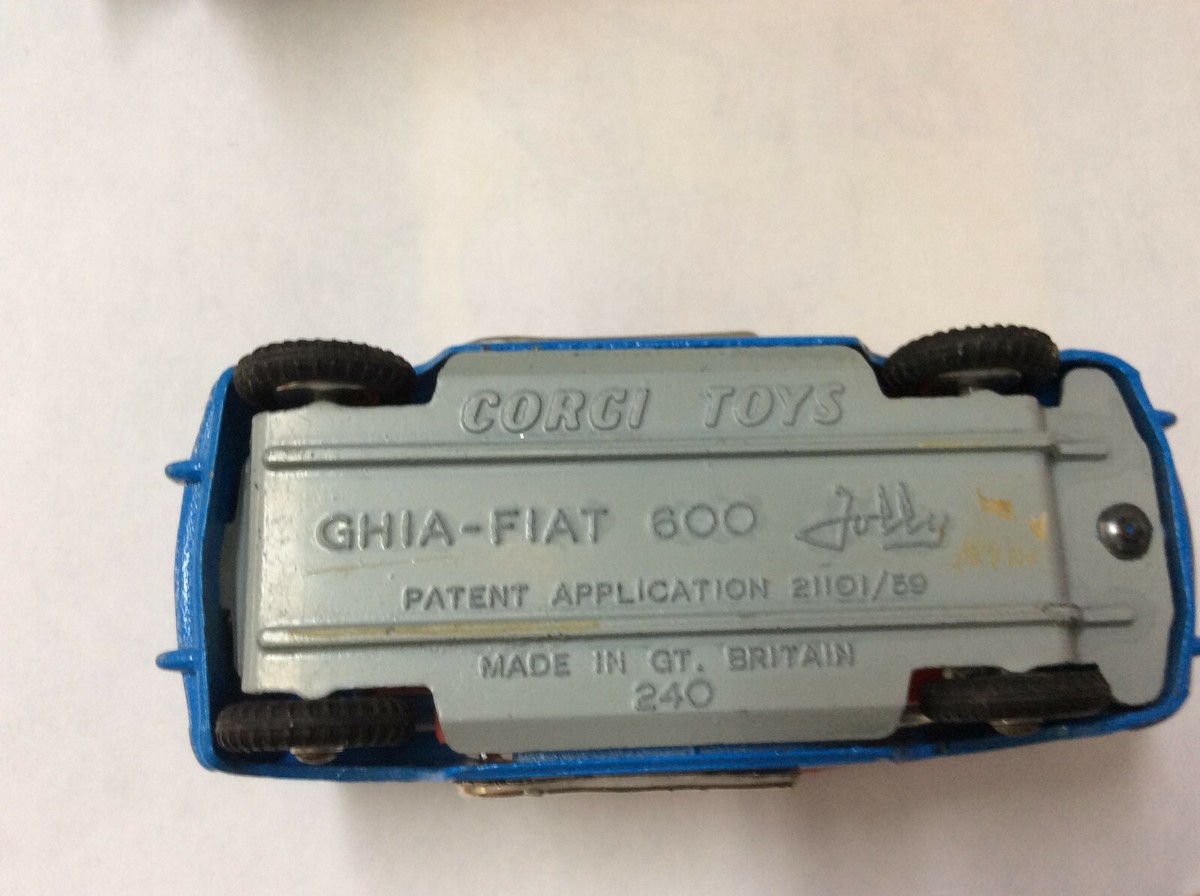 CORGI TOYS
GHIA-FIAT 600 Jolly
PATENT APPLICATION 21101/59
MADE IN GT. BRITAIN
240